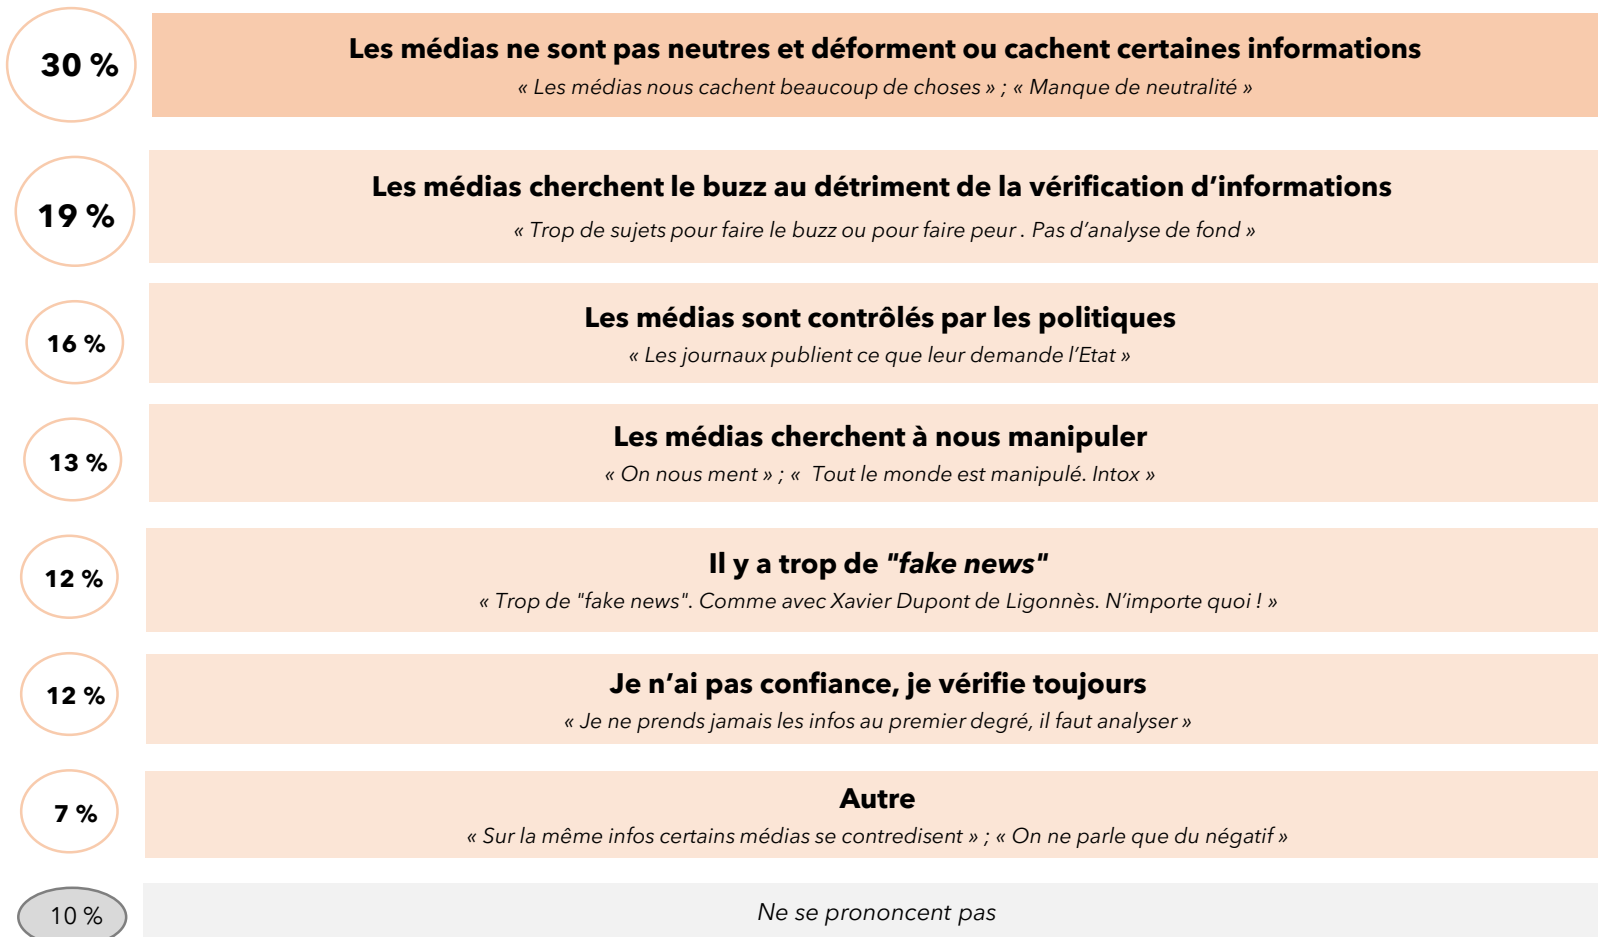 30 %
Les médias ne sont pas neutres et déforment ou cachent certaines informations
« Les médias nous cachent beaucoup de choses » ; « Manque de neutralité »
19 %
Les médias cherchent le buzz au détriment de la vérification d’informations
« Trop de sujets pour faire le buzz ou pour faire peur . Pas d’analyse de fond »
16 %
Les médias sont contrôlés par les politiques
« Les journaux publient ce que leur demande l’Etat »
13 %
Les médias cherchent à nous manipuler
« On nous ment » ; « Tout le monde est manipulé. Intox »
12 %
Il y a trop de "fake news"
« Trop de "fake news". Comme avec Xavier Dupont de Ligonnès. N’importe quoi ! »
12 %
Je n’ai pas confiance, je vérifie toujours
« Je ne prends jamais les infos au premier degré, il faut analyser »
7 %
Autre
« Sur la même infos certains médias se contredisent » ; « On ne parle que du négatif »
10 %
Ne se prononcent pas